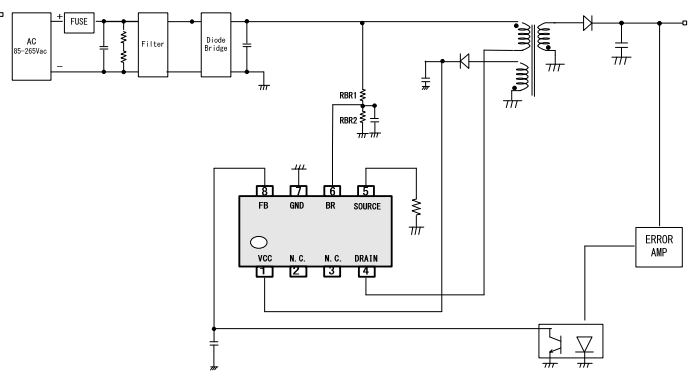 AC
85-265Vac
+
−
FUSE
Filter
Diode
Bridge
RBR1
RBR2
8
7
6
5
FB
GND
BR
SOURCE
VCC
N.C.
N.C.
DRAIN
1
2
3
4
ERROR
AMP